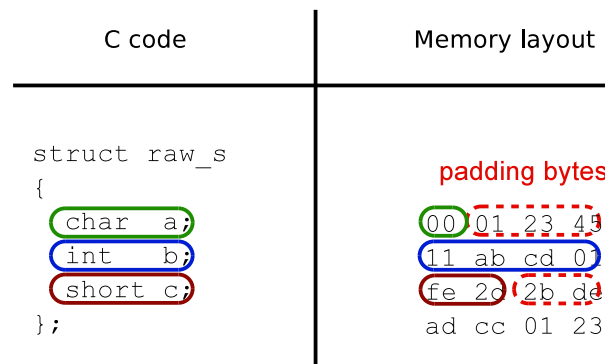 C code
Memory layout
struct raw_s
{
char a;
int b;
short c;
};
padding bytes
00 01 23 45
11 ab cd 01
fe 2d 2b de
ad cc 01 23